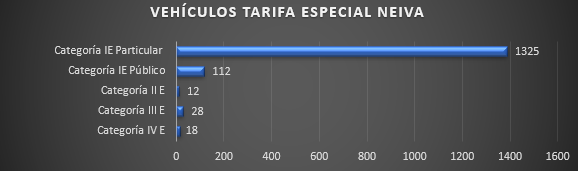 VEHÍCULOS TARIFA ESPECIAL NEIVA
Categoría IE Particular 1325
Categoría IE Público 112
Categoría II E 12
Categoría III E 28
Categoría IV E 18
0 200 400 600 800 1000 1200 1400 1600